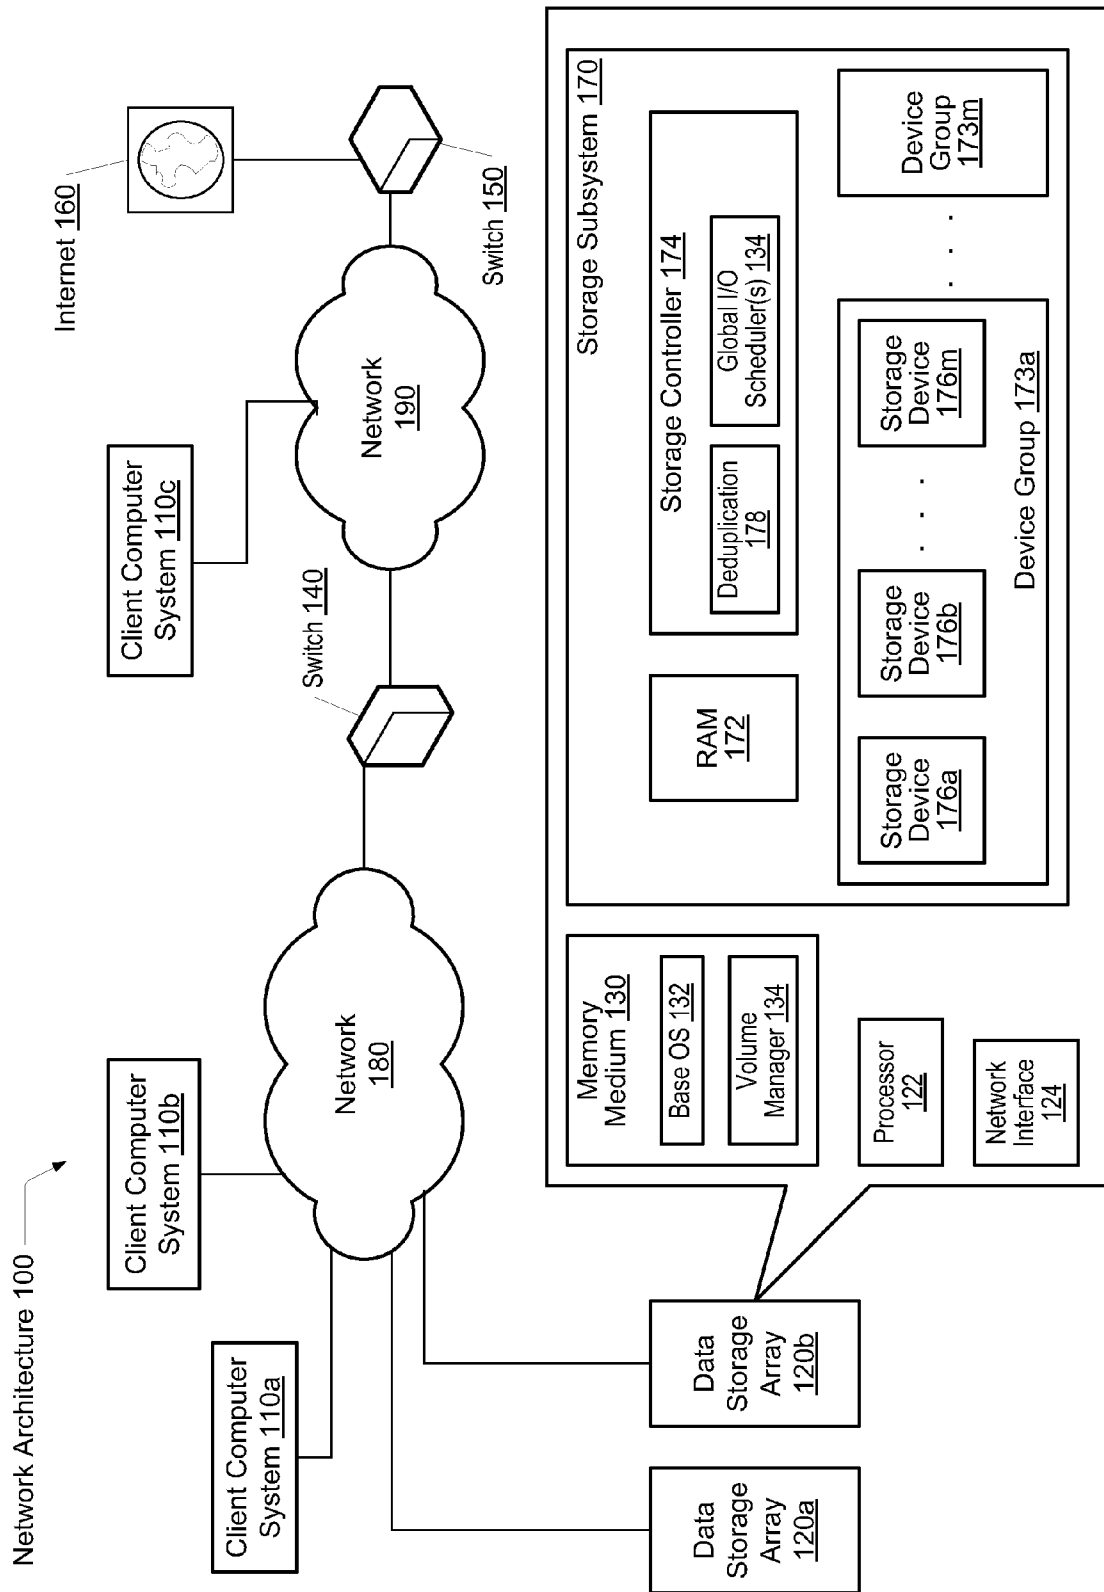 Network Architecture 100
Client Computer
System 110a
Client Computer
System 110b
Client Computer
System 110c
Internet 160
Switch 140
Switch 150
Network
180
Network
190
Data
Storage
Array
120a
Data
Storage
Array
120b
Memory
Medium 130
Base OS 132
Volume
Manager 134
Processor
122
Network
Interface
124
Storage Subsystem 170
RAM
172
Storage Controller 174
Deduplication
178
Global I/O
Scheduler(s) 134
Storage
Device
176a
Storage
Device
176b
. . .
Storage
Device
176m
Device Group 173a
. . .
Device
Group
173m